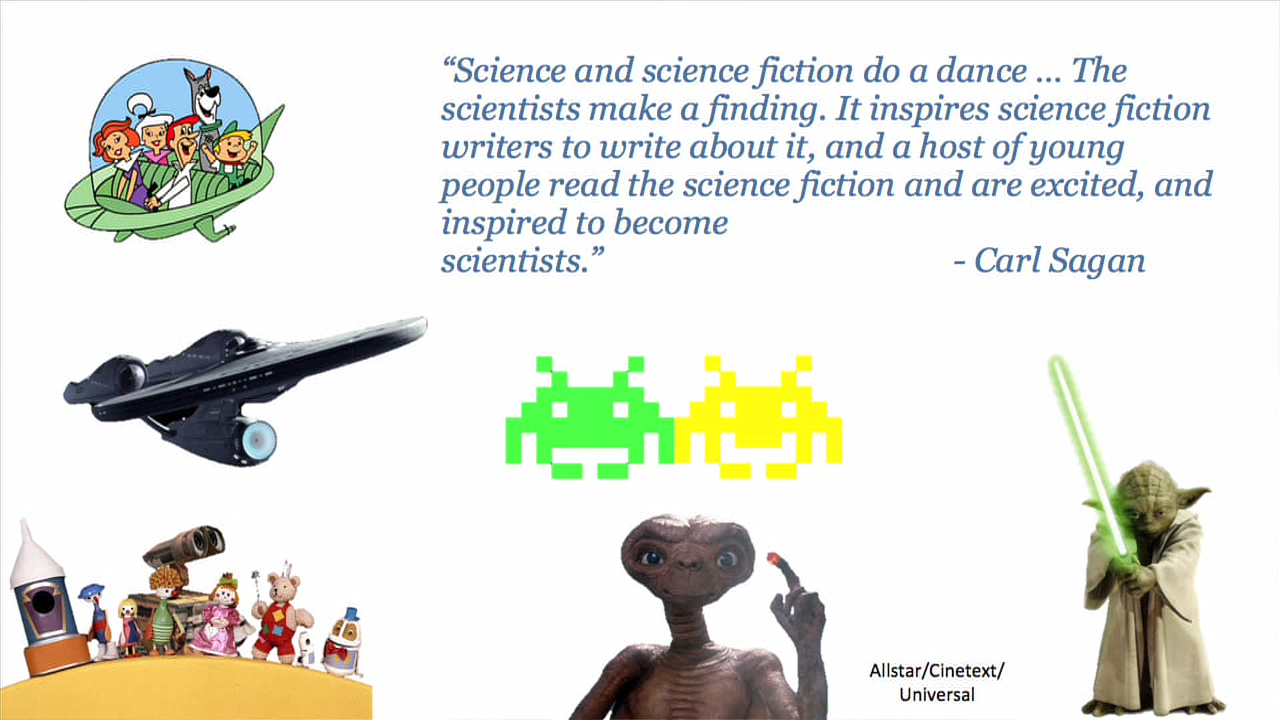 “Science and science fiction do a dance ... The
scientists make a finding. It inspires science fiction
writers to write about it, and a host of young
people read the science fiction and are excited, and
inspired to become
scientists.” - Carl Sagan
Allstar/Cinetext/
Universal